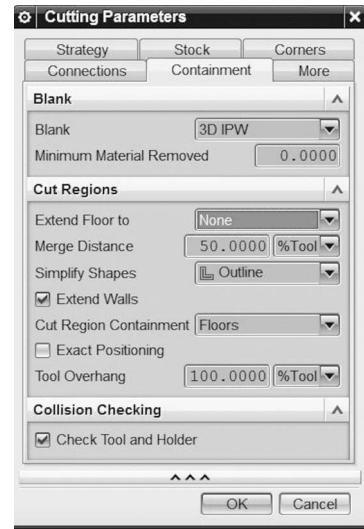 Cutting Parameters
Strategy Stock Corners
Connections Containment More
Blank
Blank 3D IPW
Minimum Material Removed 0.0000
Cut Regions
Extend Floor to None
Merge Distance 50.0000 %Tool
Simplify Shapes Outline
Extend Walls
Cut Region Containment Floors
Exact Positioning
Tool Overhang 100.0000 %Tool
Collision Checking
Check Tool and Holder
OK Cancel